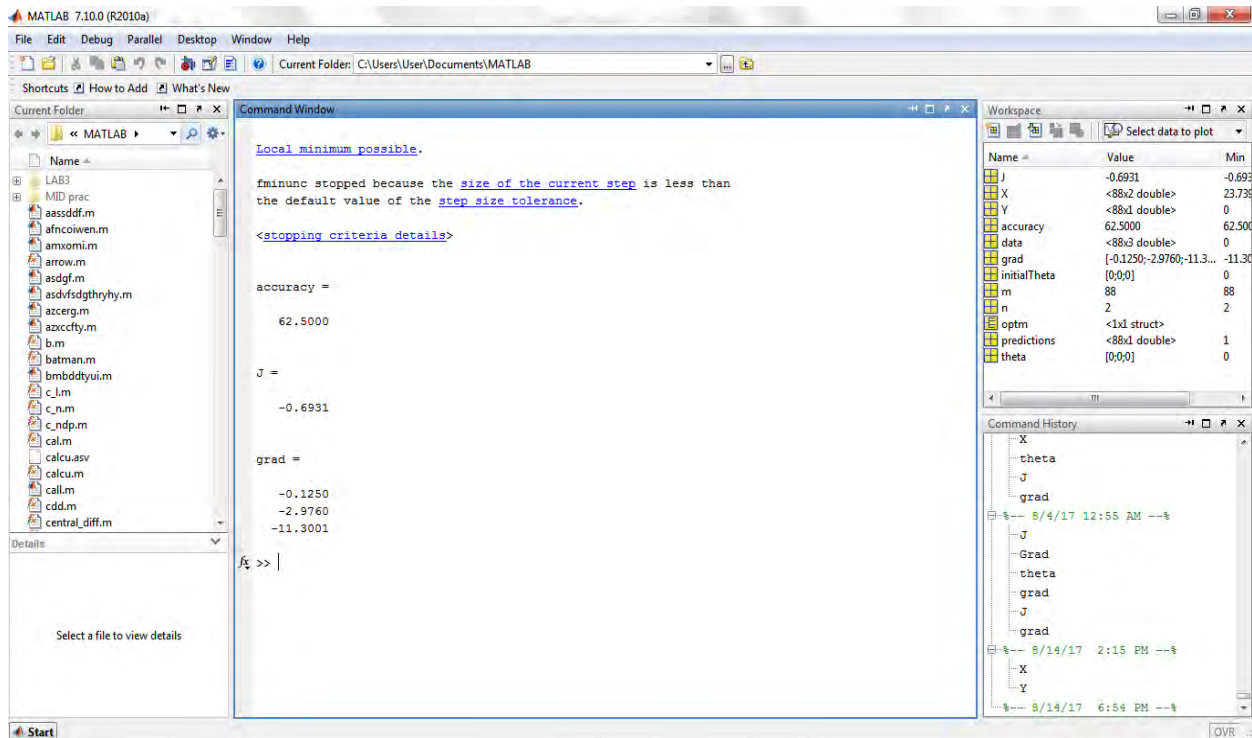 MATLAB 7.10.0 (R2010a)
File Edit Debug Parallel Desktop Window Help
Current Folder: C:\Users\User\Documents\MATLAB
Shortcuts How to Add What's New
Current Folder
« MATLAB
Name
LAB3
MID prac
aassddf.m
afncoiwen.m
amxomi.m
arrow.m
asdgf.m
asdvfsdgthryhy.m
azcerg.m
azxccfty.m
b.m
batman.m
bmbddtyui.m
c_l.m
c_n.m
c_ndp.m
cal.m
calcu.asv
calcu.m
call.m
cdd.m
central_diff.m
Details
Select a file to view details
Start
Command Window
Local minimum possible.
fminunc stopped because the size of the current step is less than
the default value of the step size tolerance.
<stopping criteria details>
accuracy =
62.5000
J =
-0.6931
grad =
-0.1250
-2.9760
-11.3001
fx >>
Workspace
Select data to plot
Name Value Min
J -0.6931 -0.693
X <88x2 double> 23.739
Y <88x1 double> 0
accuracy 62.5000 62.500
data <88x3 double> 0
grad [-0.1250;-2.9760;-11.3... -11.30
initialTheta [0;0;0] 0
m 88 88
n 2 2
optm <1x1 struct>
predictions <88x1 double> 1
theta [0;0;0] 0
Command History
X
theta
J
grad
%-- 8/4/17 12:55 AM --%
J
Grad
theta
grad
J
grad
%-- 8/14/17 2:15 PM --%
X
Y
%-- 8/14/17 6:54 PM --%
OVR